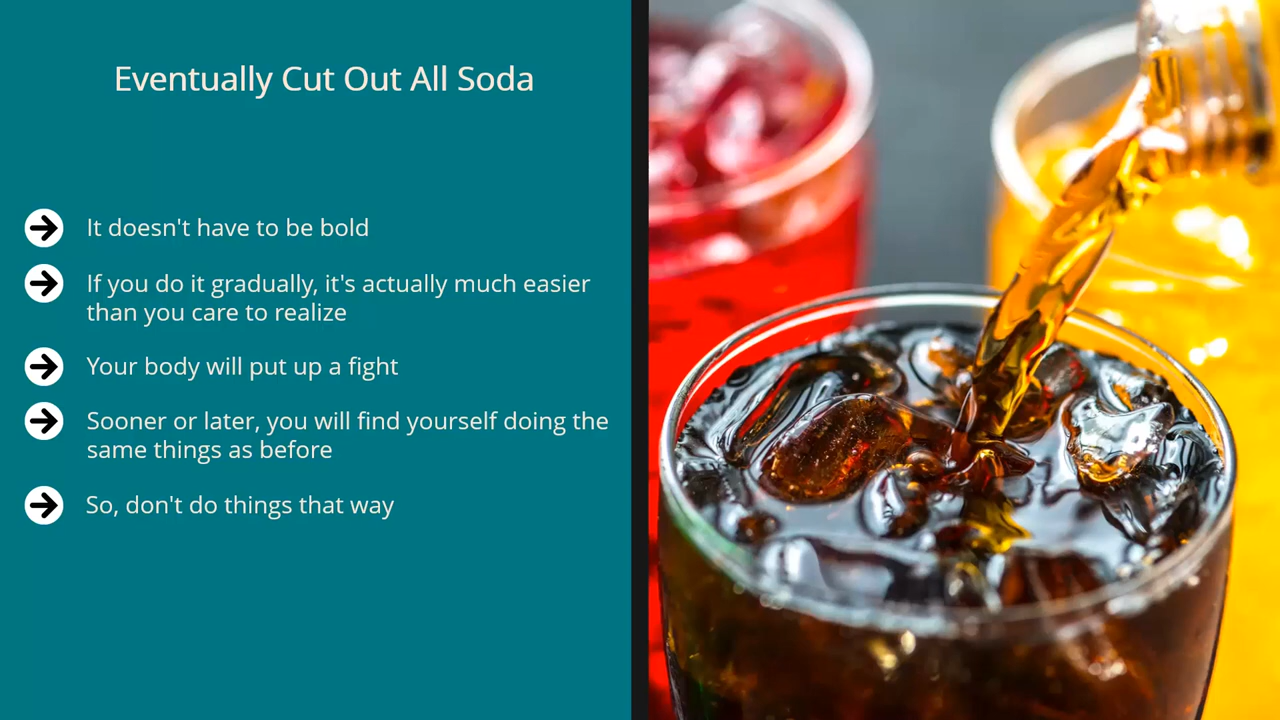 Eventually Cut Out All Soda
It doesn't have to be bold
If you do it gradually, it's actually much easier
than you care to realize
Your body will put up a fight
Sooner or later, you will find yourself doing the
same things as before
So, don't do things that way